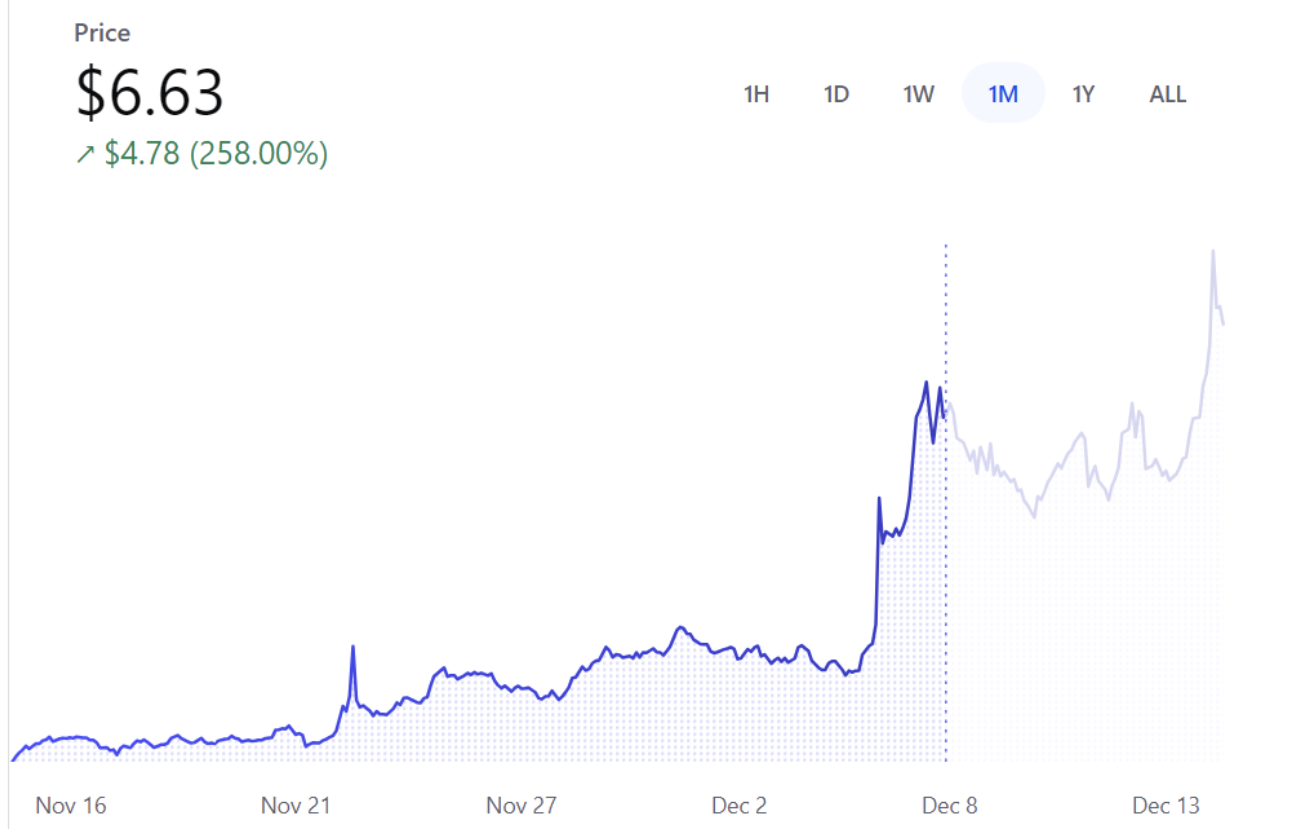 Price
$6.63
↗ $4.78 (258.00%)
1H 1D 1W 1M 1Y ALL
Nov 16 Nov 21 Nov 27 Dec 2 Dec 8 Dec 13